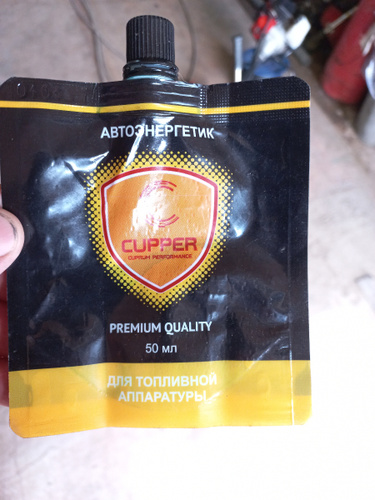 АВТОЭНЕРГЕТИК
CUPPER
CUPRUM PERFORMANCE
PREMIUM QUALITY
50 мл
ДЛЯ ТОПЛИВНОЙ
АППАРАТУРЫ